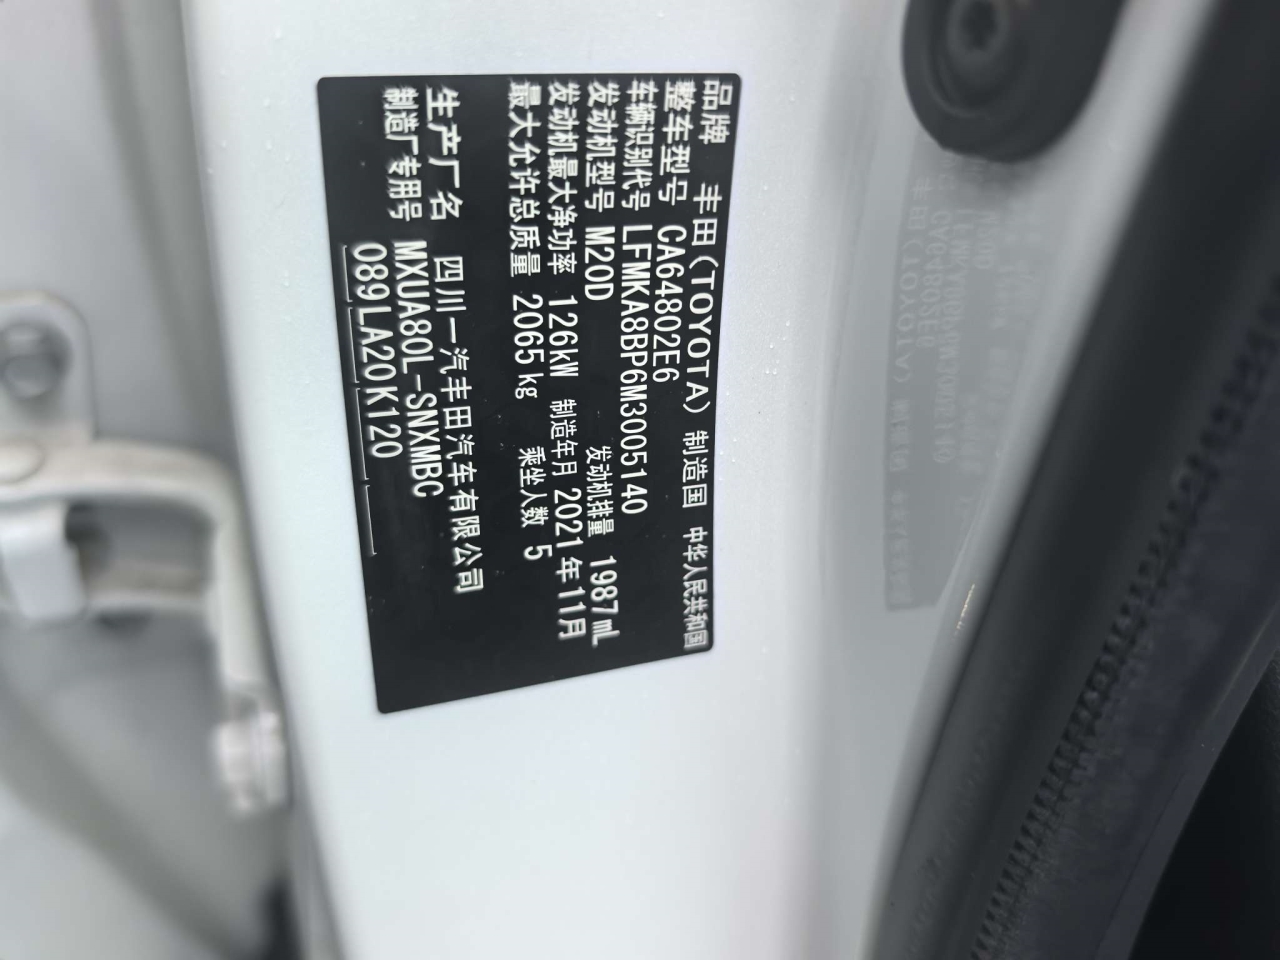 品牌 丰田(TOYOTA) 制造国 中华人民共和国
整车型号 CA64802E6
车辆识别代号 LFMKA8BP6M3005140
发动机型号 M20D 发动机排量 1987mL
发动机最大净功率 126kW 制造年月 2021年11月
最大允许总质量 2065kg 乘坐人数 5
生产厂名 四川一汽丰田汽车有限公司
制造厂专用号 MXUA80L-SNXMBC
089LA20K120